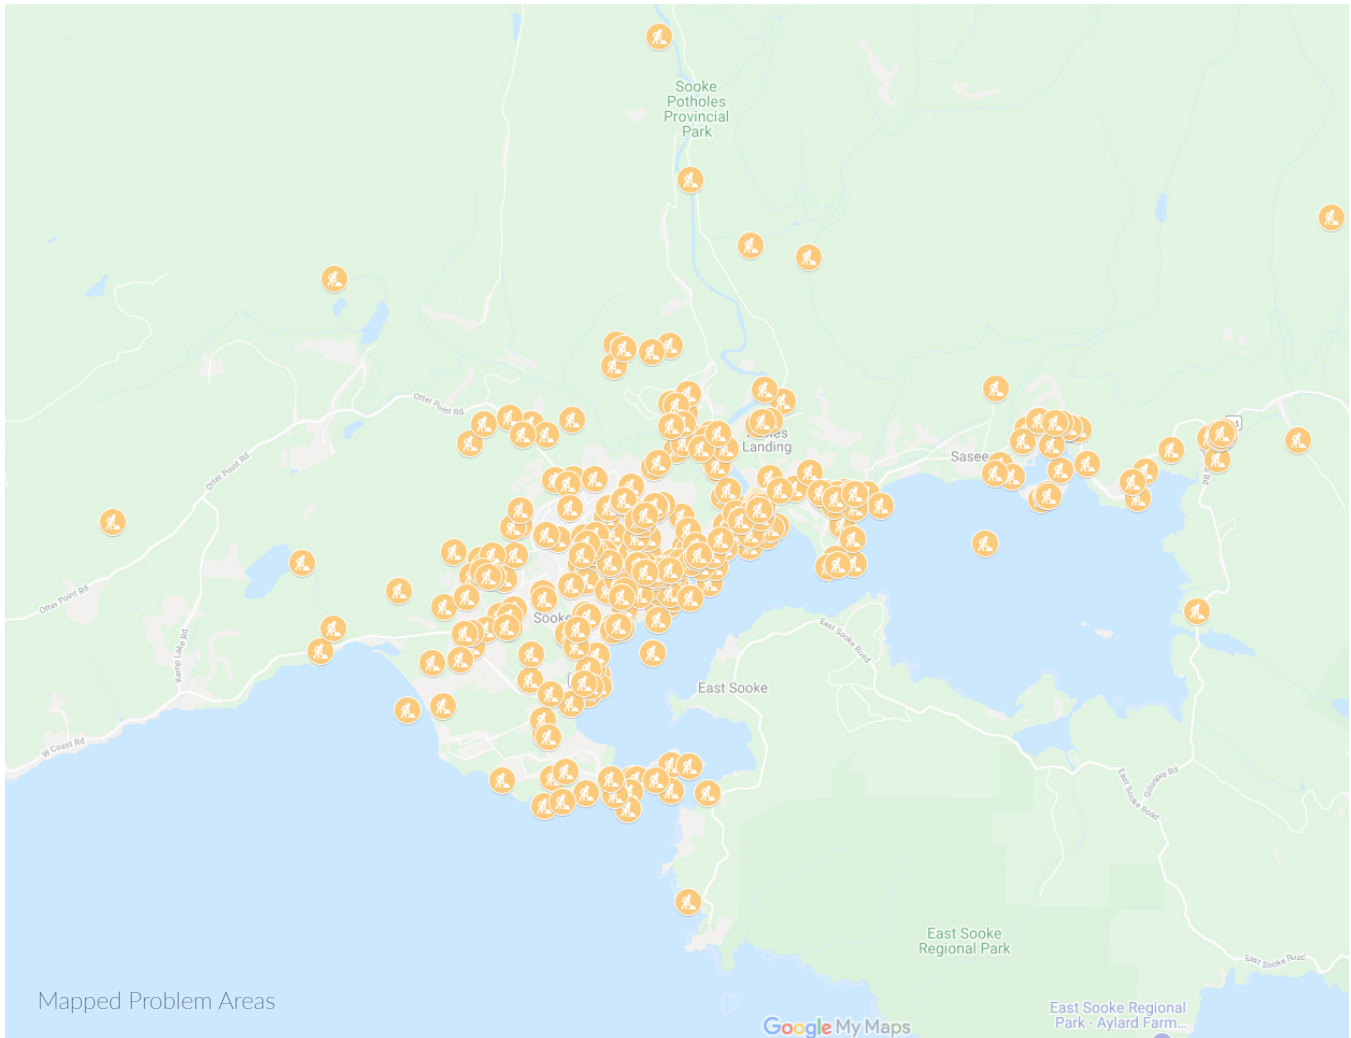 Sooke
Potholes
Provincial
Park
Otter Point Rd
Landing
Otter Point Rd
Otter Point Rd
Kemp Lake Rd
W Coast Rd
Sooke
East Sooke
East Sooke Road
East Sooke Road
Gillespie Rd
East Sooke
Regional Park
East Sooke Road
East Sooke Regional
Park - Aylard Farm...
Mapped Problem Areas
Google My Maps